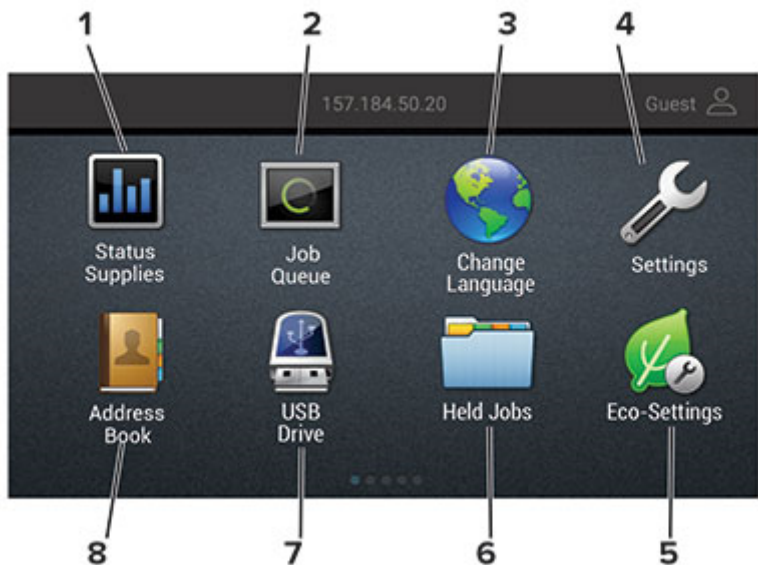 1 2 3 4
157.184.50.20 Guest
Status
Supplies
Job
Queue
Change
Language
Settings
Address
Book
USB
Drive
Held Jobs
Eco-Settings
8 7 6 5